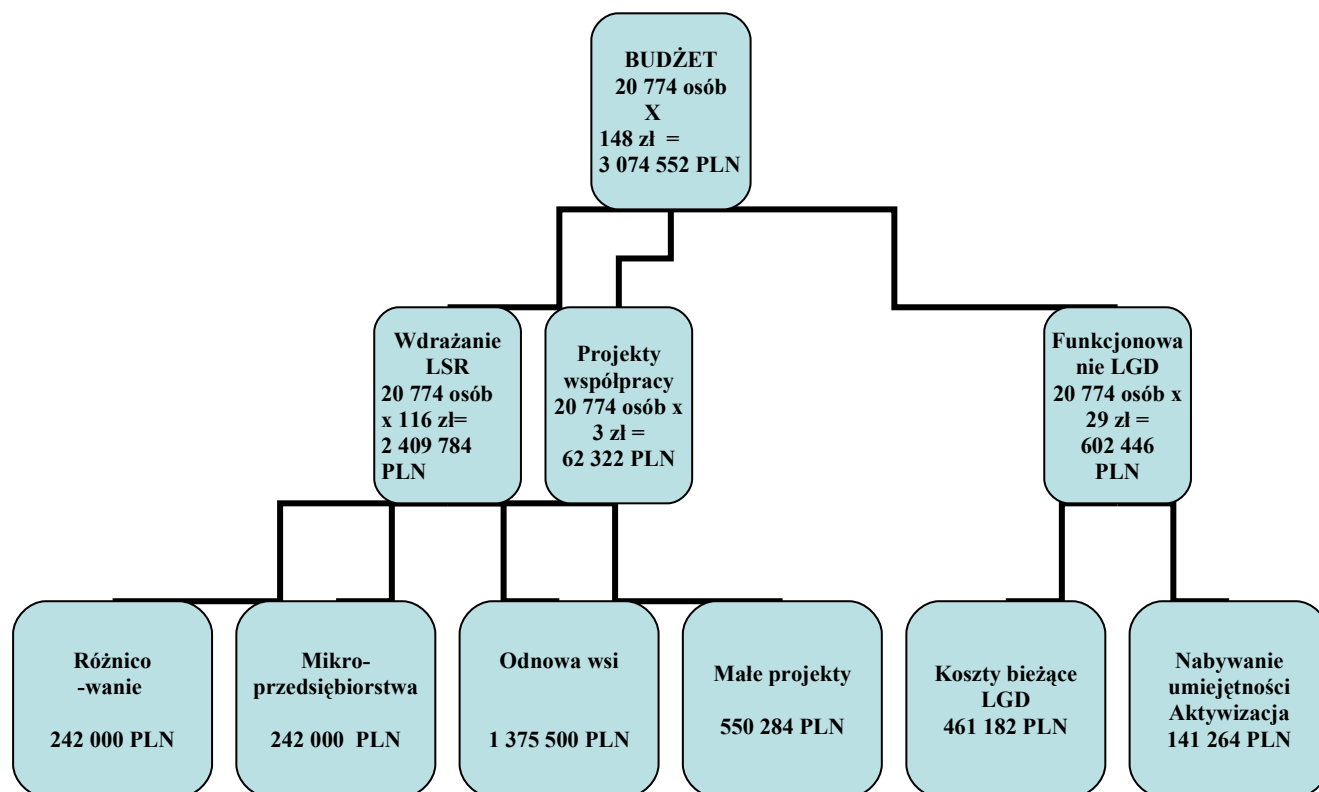 BUDŻET
20 774 osób
X
148 zł =
3 074 552 PLN
Wdrażanie
LSR
20 774 osób
x 116 zł=
2 409 784
PLN
Projekty
współpracy
20 774 osób x
3 zł =
62 322 PLN
Funkcjonowa
nie LGD
20 774 osób x
29 zł =
602 446
PLN
Różnico
-wanie
242 000 PLN
Mikro-
przedsiębiorstwa
242 000 PLN
Odnowa wsi
1 375 500 PLN
Małe projekty
550 284 PLN
Koszty bieżące
LGD
461 182 PLN
Nabywanie
umiejętności
Aktywizacja
141 264 PLN